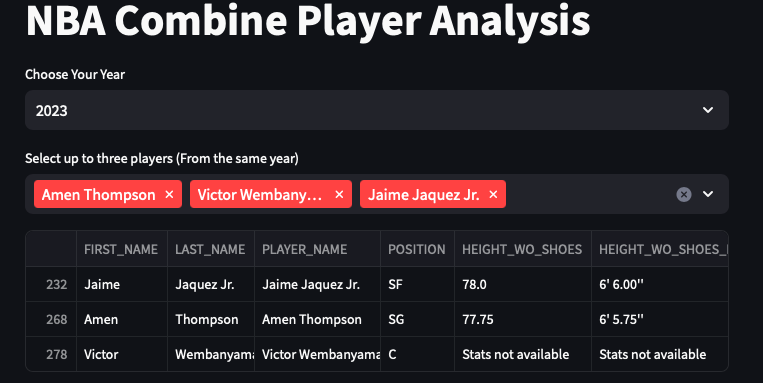 NBA Combine Player Analysis
Choose Your Year
2023
Select up to three players (From the same year)
Amen Thompson × Victor Wembany... × Jaime Jaquez Jr. ×
FIRST_NAME LAST_NAME PLAYER_NAME POSITION HEIGHT_WO_SHOES HEIGHT_WO_SHOES_
232 Jaime Jaquez Jr. Jaime Jaquez Jr. SF 78.0 6' 6.00''
268 Amen Thompson Amen Thompson SG 77.75 6' 5.75''
278 Victor Wembanyama Victor Wembanyama C Stats not available Stats not available